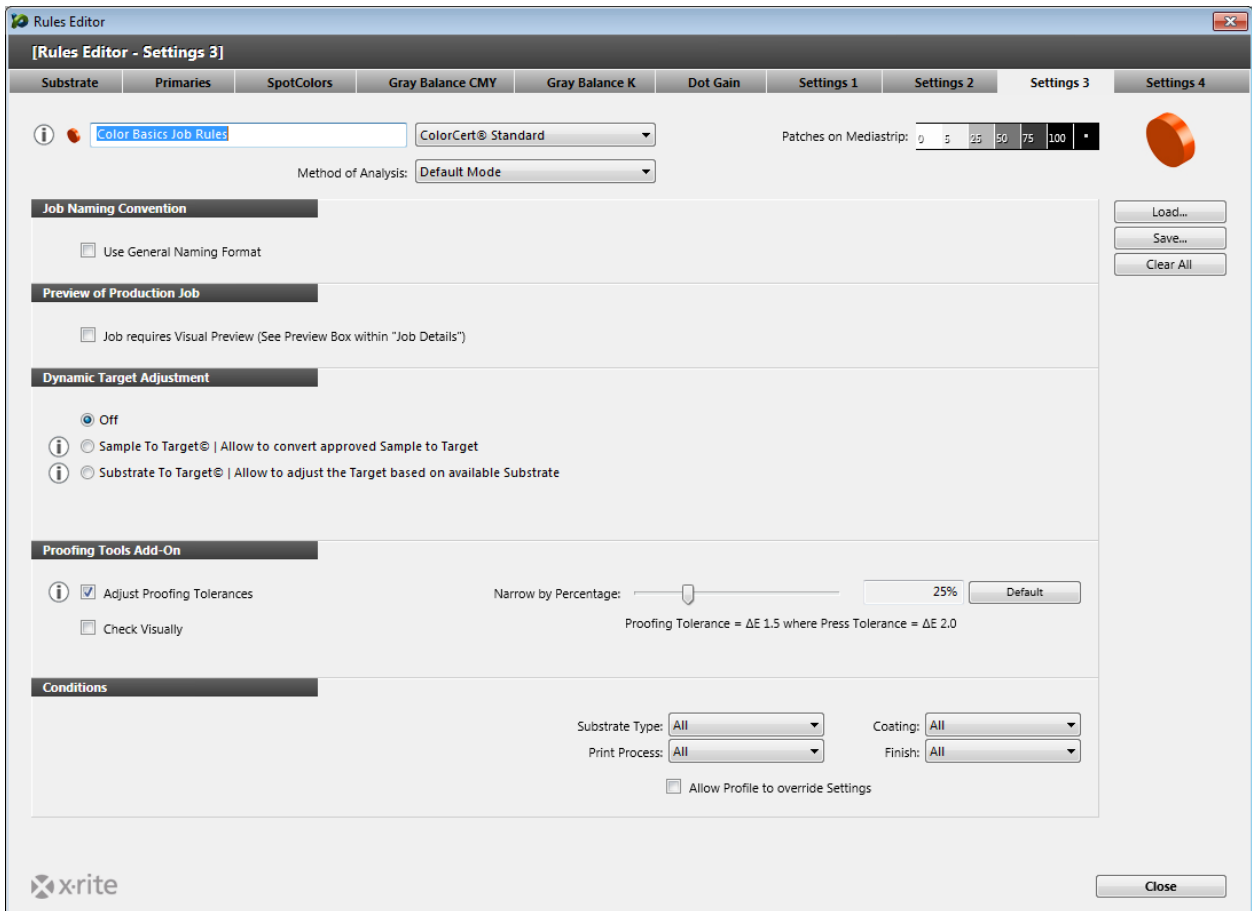 Rules Editor
[Rules Editor - Settings 3]
Substrate Primaries SpotColors Gray Balance CMY Gray Balance K Dot Gain Settings 1 Settings 2 Settings 3 Settings 4
Color Basics Job Rules ColorCert® Standard Patches on Mediastrip: 0 5 25 50 75 100 *
Method of Analysis: Default Mode
Job Naming Convention
Load...
Save...
Use General Naming Format
Clear All
Preview of Production Job
Job requires Visual Preview (See Preview Box within "Job Details")
Dynamic Target Adjustment
Off
Sample To Target© | Allow to convert approved Sample to Target
Substrate To Target© | Allow to adjust the Target based on available Substrate
Proofing Tools Add-On
Adjust Proofing Tolerances Narrow by Percentage: 25% Default
Check Visually Proofing Tolerance = ΔE 1.5 where Press Tolerance = ΔE 2.0
Conditions
Substrate Type: All Coating: All
Print Process: All Finish: All
Allow Profile to override Settings
x·rite Close